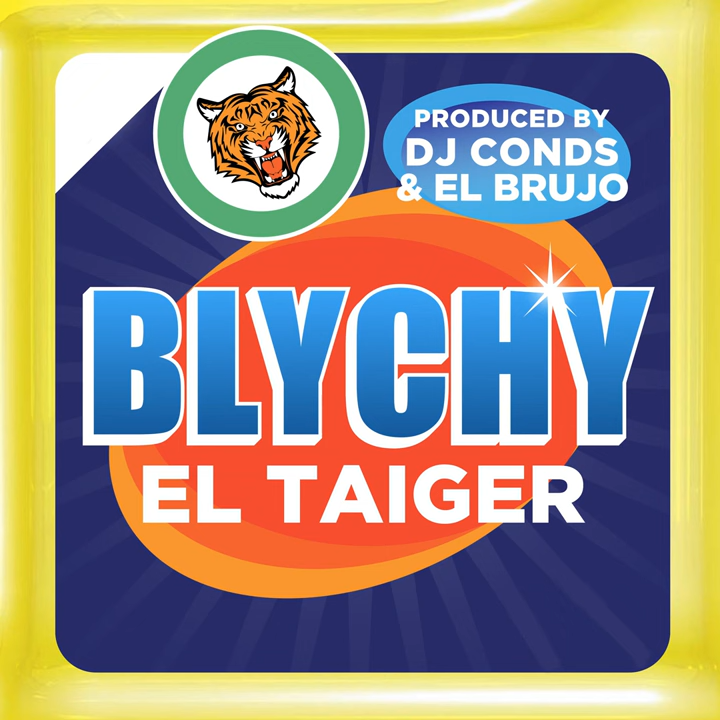 PRODUCED BY
DJ CONDS
& EL BRUJO
BLYCHY
EL TAIGER